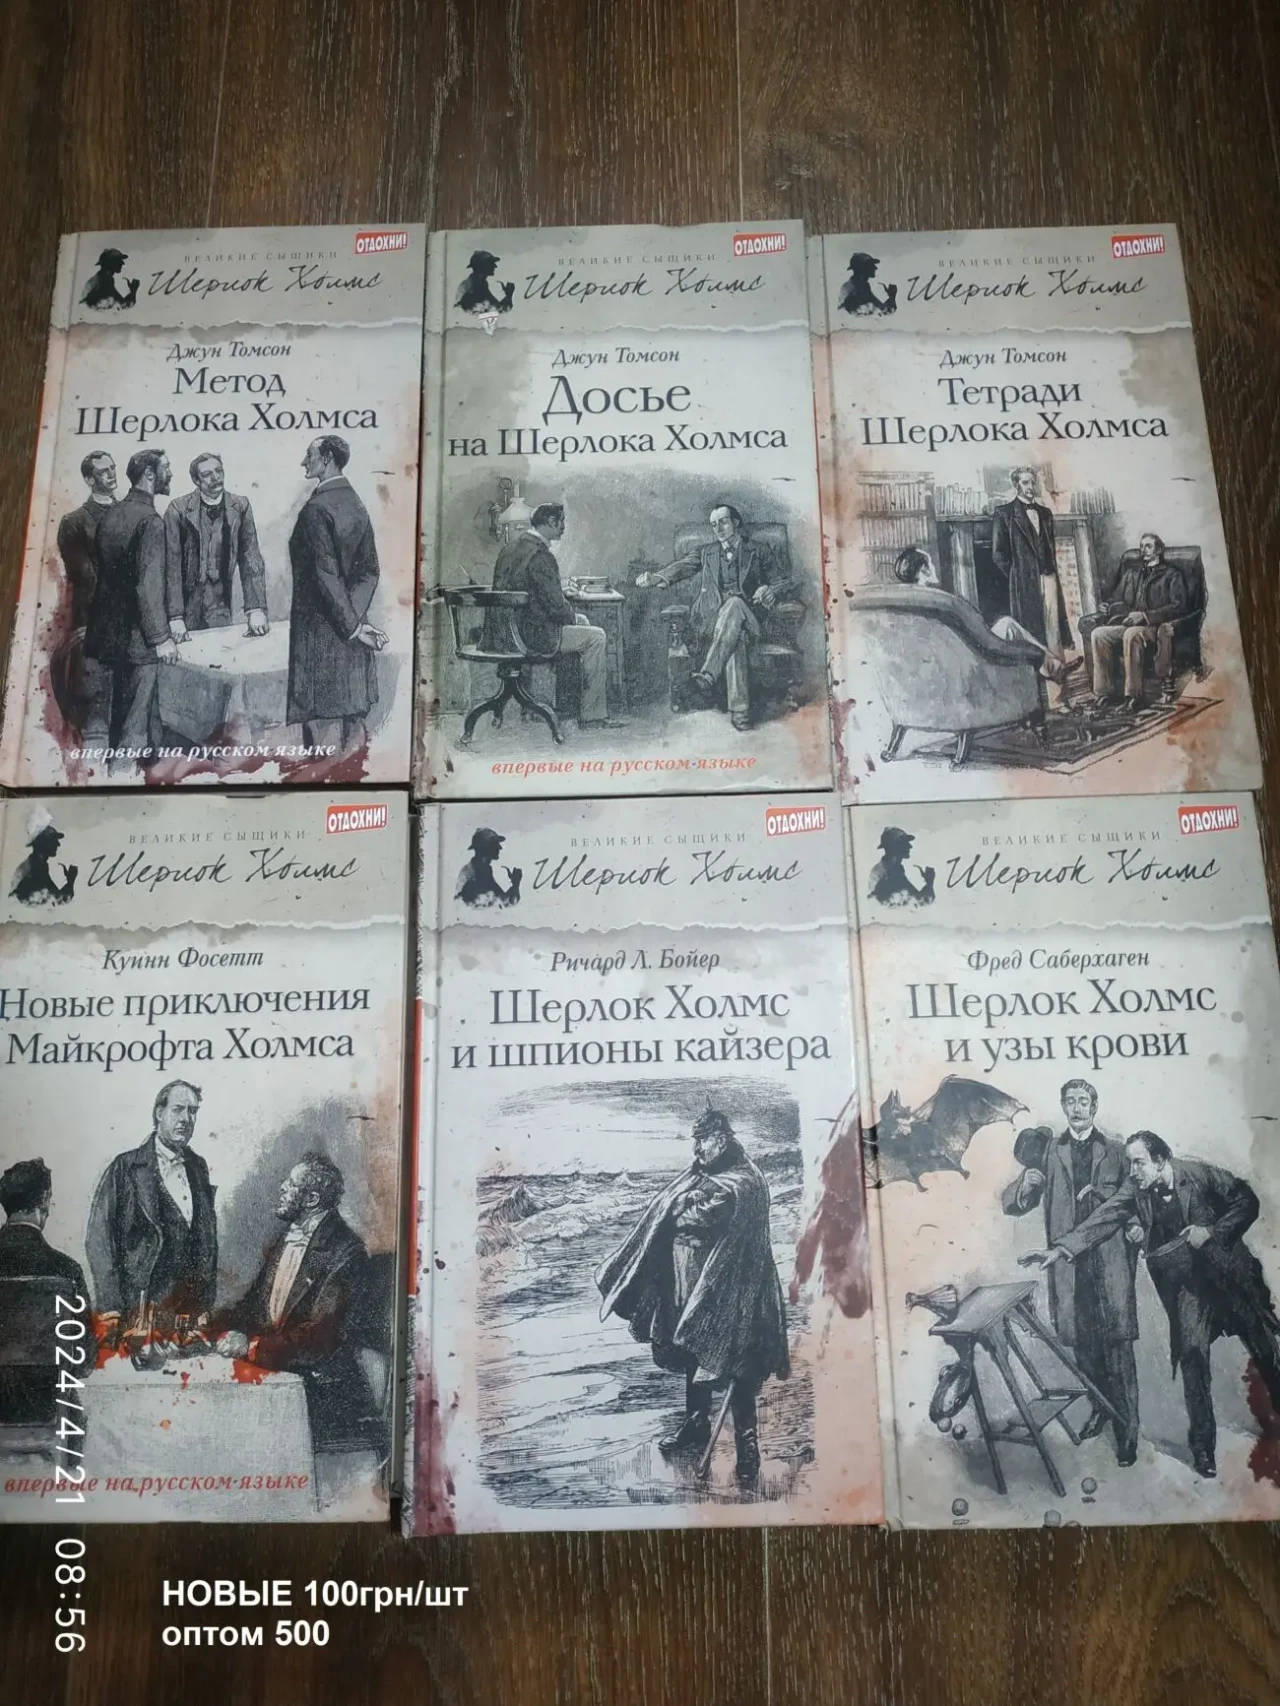 ВЕЛИКИЕ СЫЩИКИ
ОТДОХНИ!
Шерлок Холмс
Джун Томсон
Метод
Шерлока Холмса
впервые на русском языке
ВЕЛИКИЕ СЫЩИКИ
ОТДОХНИ!
Шерлок Холмс
Джун Томсон
Досье
на Шерлока Холмса
впервые на русском языке
ВЕЛИКИЕ СЫЩИКИ
ОТДОХНИ!
Шерлок Холмс
Джун Томсон
Тетради
Шерлока Холмса
ВЕЛИКИЕ СЫЩИКИ
ОТДОХНИ!
Шерлок Холмс
Куинн Фосетт
Новые приключения
Майкрофта Холмса
впервые на русском языке
ВЕЛИКИЕ СЫЩИКИ
ОТДОХНИ!
Шерлок Холмс
Ричард Л. Бойер
Шерлок Холмс
и шпионы кайзера
ВЕЛИКИЕ СЫЩИКИ
ОТДОХНИ!
Шерлок Холмс
Фред Саберхаген
Шерлок Холмс
и узы крови
2024/4/21 08:56
НОВЫЕ 100грн/шт
оптом 500